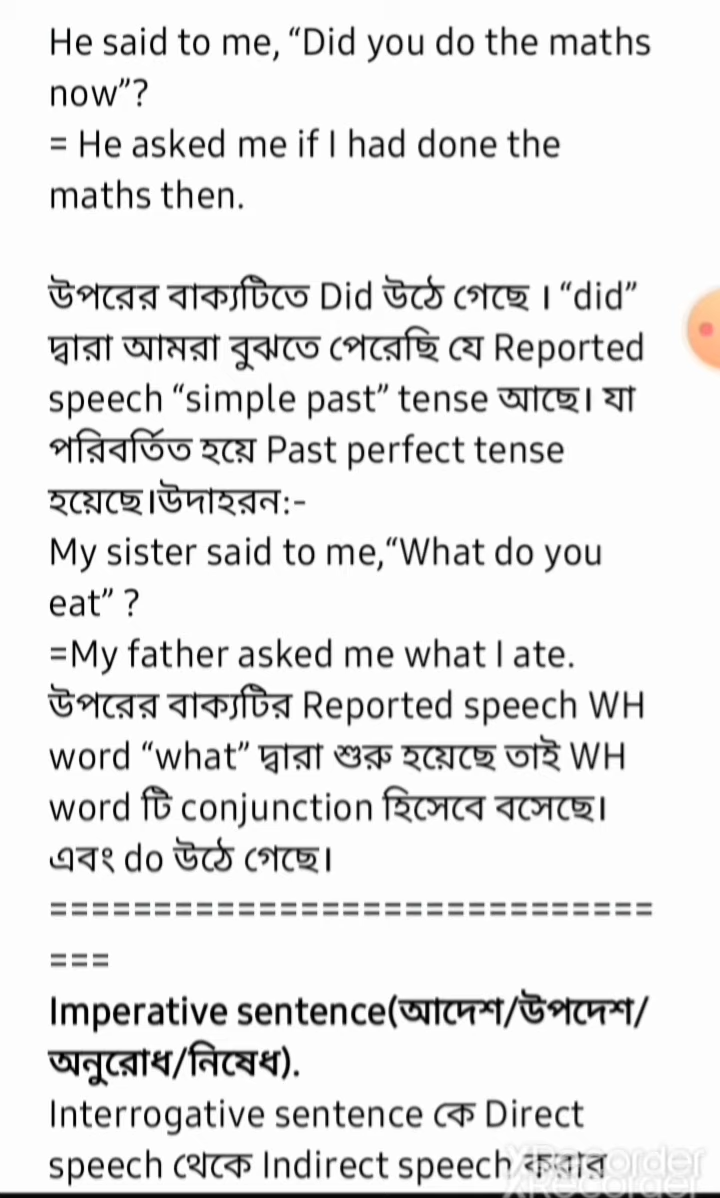 He said to me, “Did you do the maths
now”?
= He asked me if I had done the
maths then.
উপরের বাক্যটিতে Did উঠে গেছে । “did”
দ্বারা আমরা বুঝতে পেরেছি যে Reported
speech “simple past” tense আছে। যা
পরিবর্তিত হয়ে Past perfect tense
হয়েছে।উদাহরন:-
My sister said to me,“What do you
eat” ?
=My father asked me what I ate.
উপরের বাক্যটির Reported speech WH
word “what” দ্বারা শুরু হয়েছে তাই WH
word টি conjunction হিসেবে বসেছে।
এবং do উঠে গেছে।
=============================
===
Imperative sentence(আদেশ/উপদেশ/
অনুরোধ/নিষেধ).
Interrogative sentence কে Direct
speech থেকে Indirect speech করার
XRecorder
XRecorder